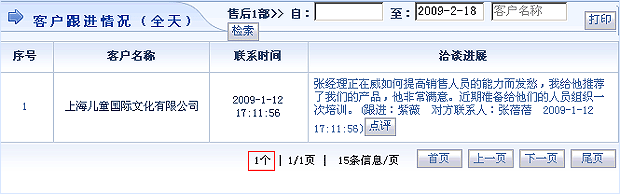 客户跟进情况（全天） 售后1部>> 自： 至：2009-2-18 客户名称 打印
检索
序号 客户名称 联系时间 洽谈进展
1 上海儿童国际文化有限公司 2009-1-12 17:11:56
张经理正在威如何提高销售人员的能力而发愁，我给他推荐
了我们的产品，他非常满意。近期准备给他们的人员组织一
次培训。(跟进：紫薇 对方联系人：张蓓蓓 2009-1-12
17:11:56) 点评
1个 | 1/1页 | 15条信息/页 首页 上一页 下一页 尾页